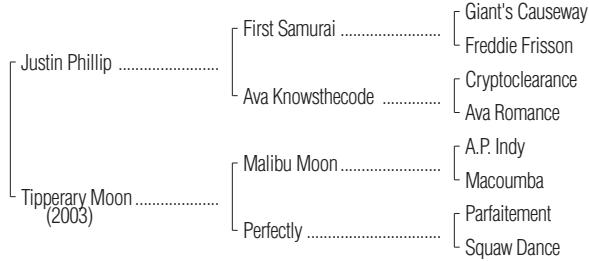 Giant's Causeway
First Samurai
Freddie Frisson
Justin Phillip
Cryptoclearance
Ava Knowsthecode
Ava Romance
A.P. Indy
Malibu Moon
Macoumba
Tipperary Moon
(2003)
Parfaitement
Perfectly
Squaw Dance